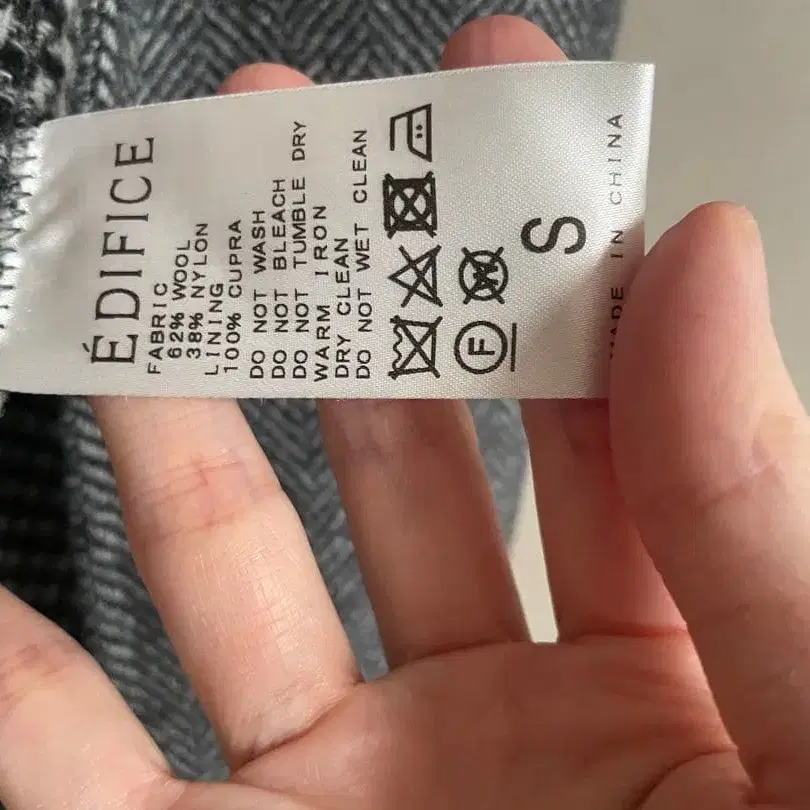 ÉDIFICE
FABRIC
62% WOOL
38% NYLON
LINING
100% CUPRA
DO NOT WASH
DO NOT BLEACH
DO NOT TUMBLE DRY
WARM IRON
DRY CLEAN
DO NOT WET CLEAN
F
W
S
MADE IN CHINA